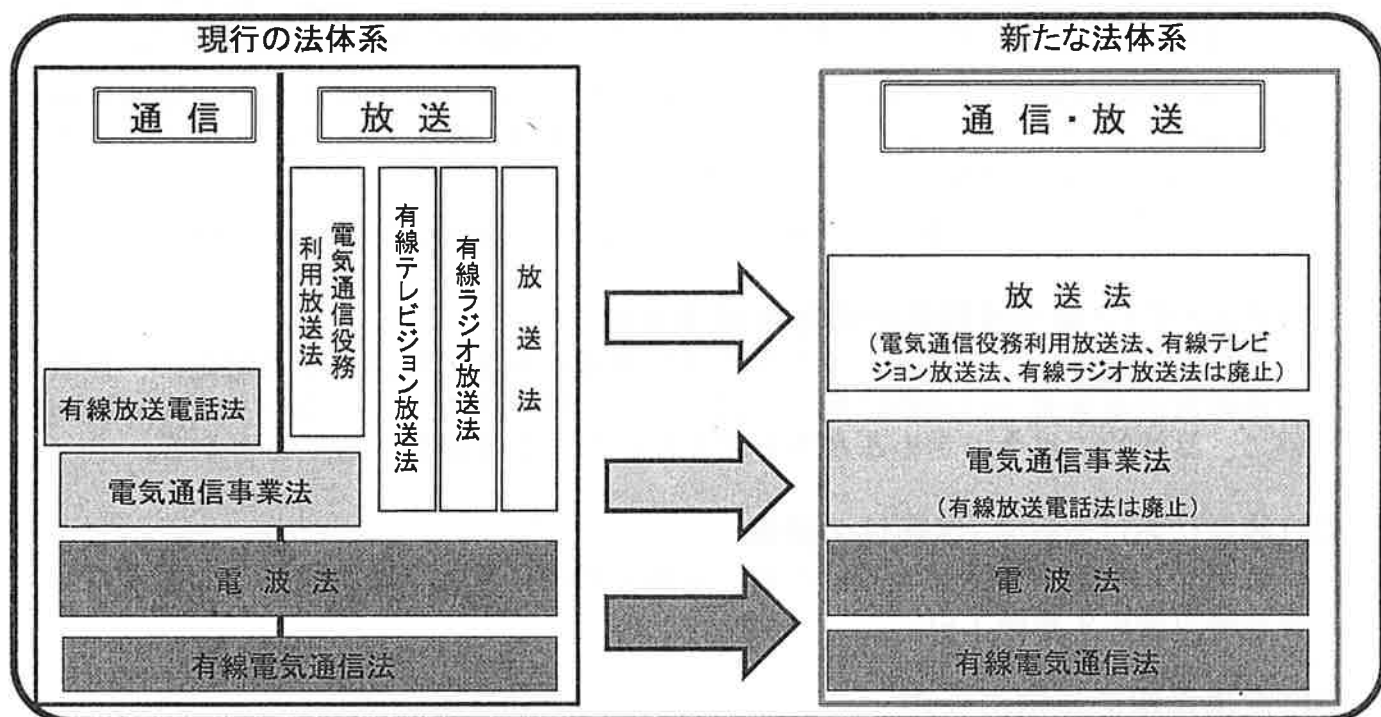 現行の法体系
通信
放送
電気通信役務
利用放送法
有線テレビジョン放送法
有線ラジオ放送法
放送法
有線放送電話法
電気通信事業法
電波法
有線電気通信法
新たな法体系
通信・放送
放送法
(電気通信役務利用放送法、有線テレビ
ジョン放送法、有線ラジオ放送法は廃止)
電気通信事業法
(有線放送電話法は廃止)
電波法
有線電気通信法